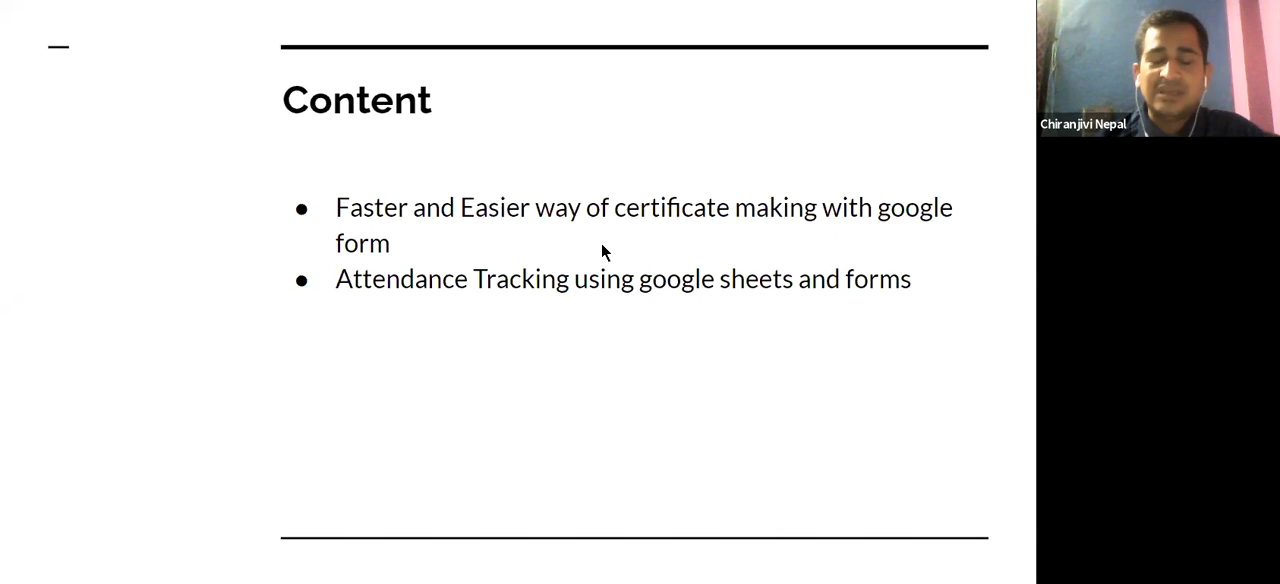 Content
● Faster and Easier way of certificate making with google
form
● Attendance Tracking using google sheets and forms
Chiranjivi Nepal